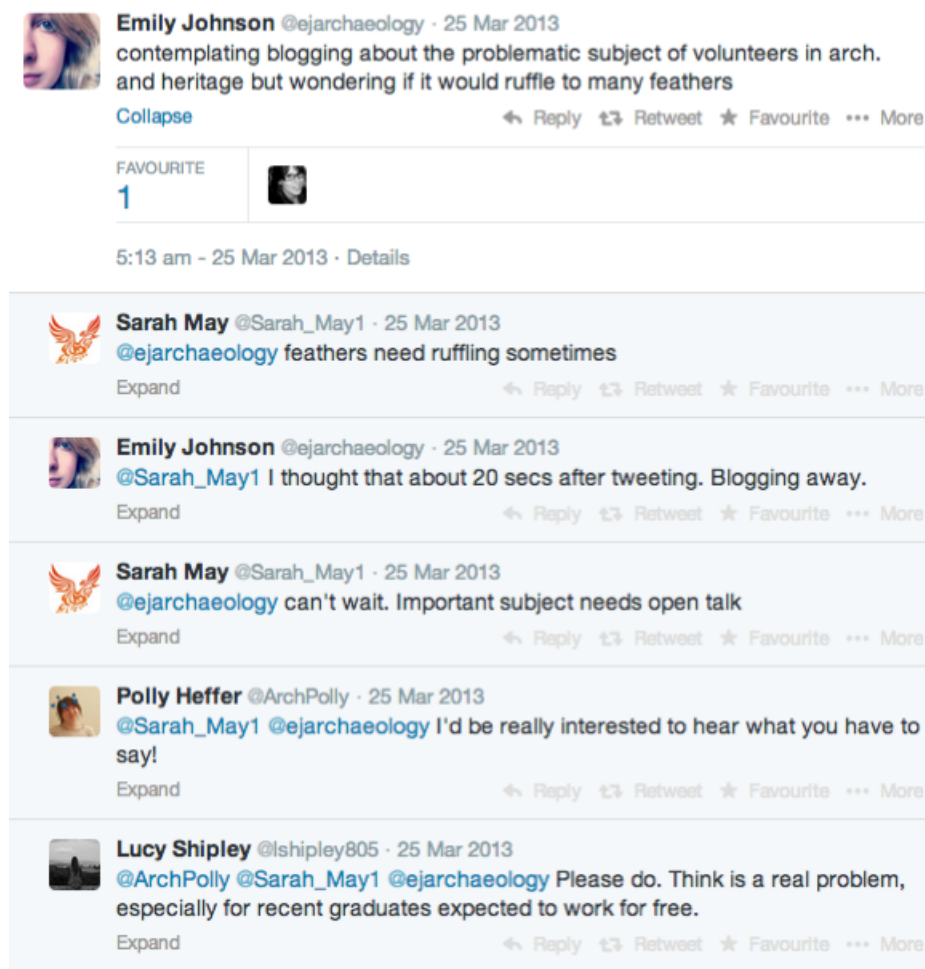 Emily Johnson @ejarchaeology · 25 Mar 2013
contemplating blogging about the problematic subject of volunteers in arch.
and heritage but wondering if it would ruffle to many feathers
Collapse Reply Retweet Favourite More
FAVOURITE
1
5:13 am - 25 Mar 2013 · Details
Sarah May @Sarah_May1 · 25 Mar 2013
@ejarchaeology feathers need ruffling sometimes
Expand Reply Retweet Favourite More
Emily Johnson @ejarchaeology · 25 Mar 2013
@Sarah_May1 I thought that about 20 secs after tweeting. Blogging away.
Expand Reply Retweet Favourite More
Sarah May @Sarah_May1 · 25 Mar 2013
@ejarchaeology can't wait. Important subject needs open talk
Expand Reply Retweet Favourite More
Polly Heffer @ArchPolly · 25 Mar 2013
@Sarah_May1 @ejarchaeology I'd be really interested to hear what you have to
say!
Expand Reply Retweet Favourite More
Lucy Shipley @lshipley805 · 25 Mar 2013
@ArchPolly @Sarah_May1 @ejarchaeology Please do. Think is a real problem,
especially for recent graduates expected to work for free.
Expand Reply Retweet Favourite More